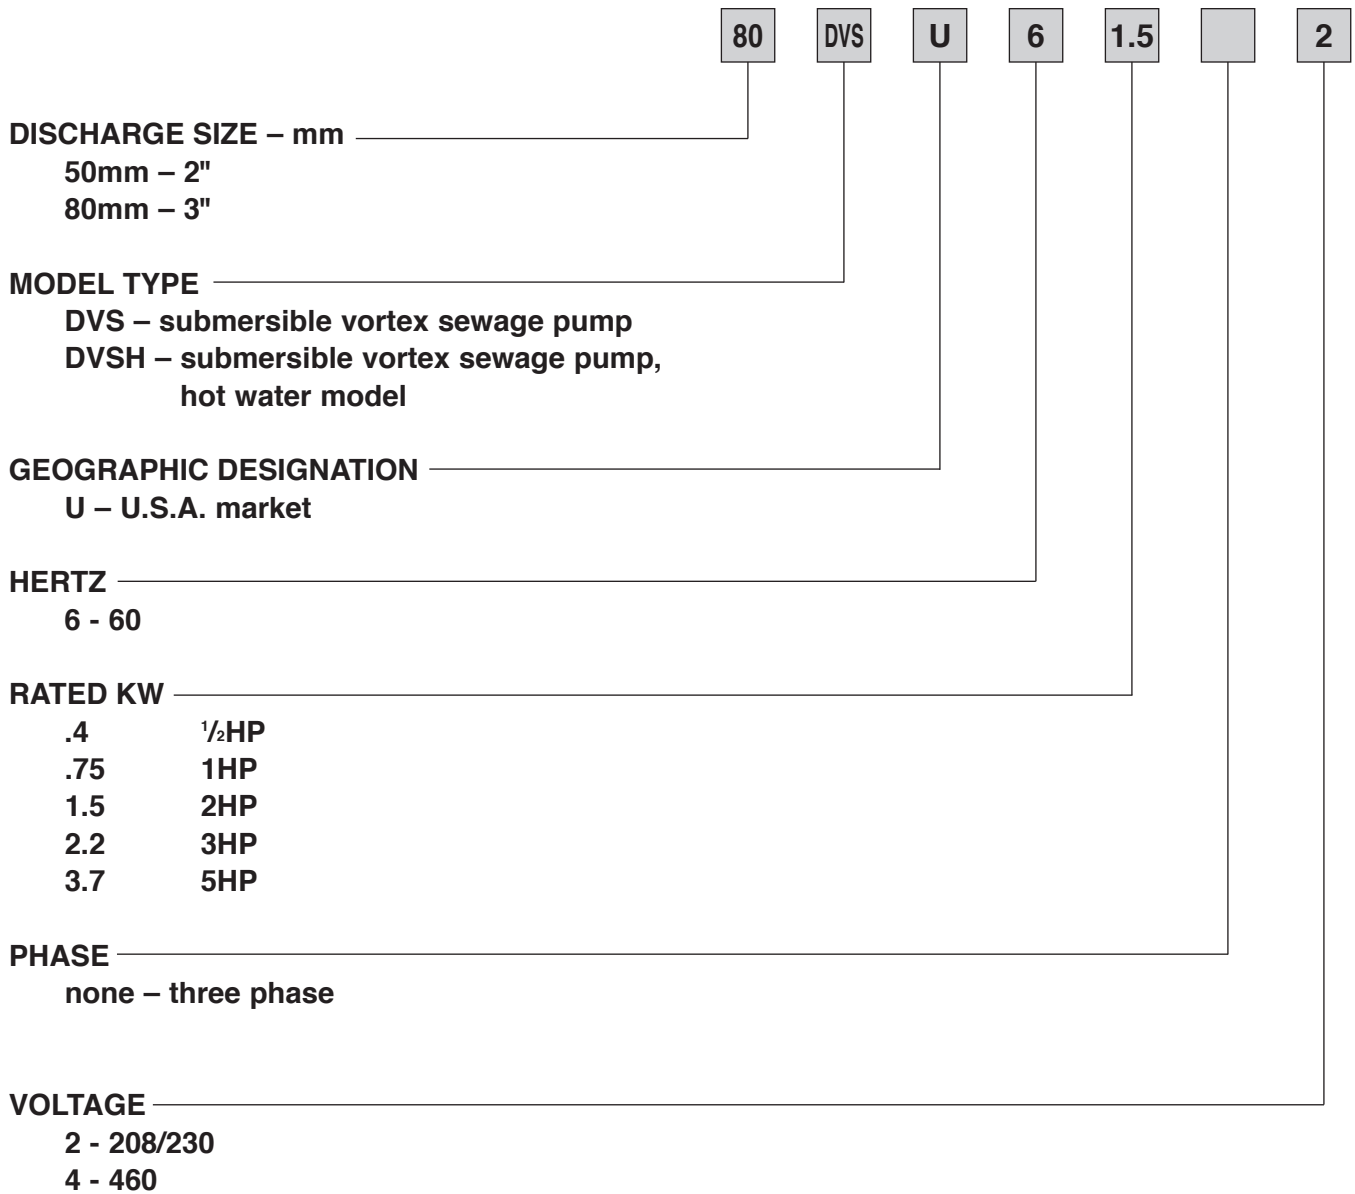 80 DVS U 6 1.5 2
DISCHARGE SIZE – mm
50mm – 2"
80mm – 3"
MODEL TYPE
DVS – submersible vortex sewage pump
DVSH – submersible vortex sewage pump,
hot water model
GEOGRAPHIC DESIGNATION
U – U.S.A. market
HERTZ
6 - 60
RATED KW
.4 ½HP
.75 1HP
1.5 2HP
2.2 3HP
3.7 5HP
PHASE
none – three phase
VOLTAGE
2 - 208/230
4 - 460